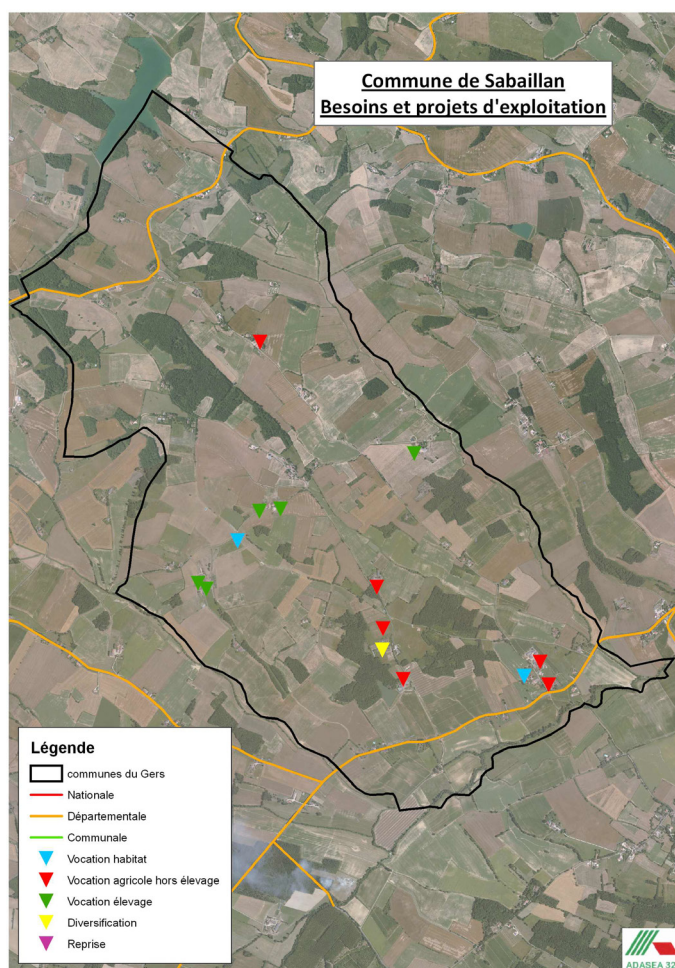 Commune de Sabaillan
Besoins et projets d'exploitation
Légende
communes du Gers
Nationale
Départementale
Communale
Vocation habitat
Vocation agricole hors élevage
Vocation élevage
Diversification
Reprise
ADASEA 32